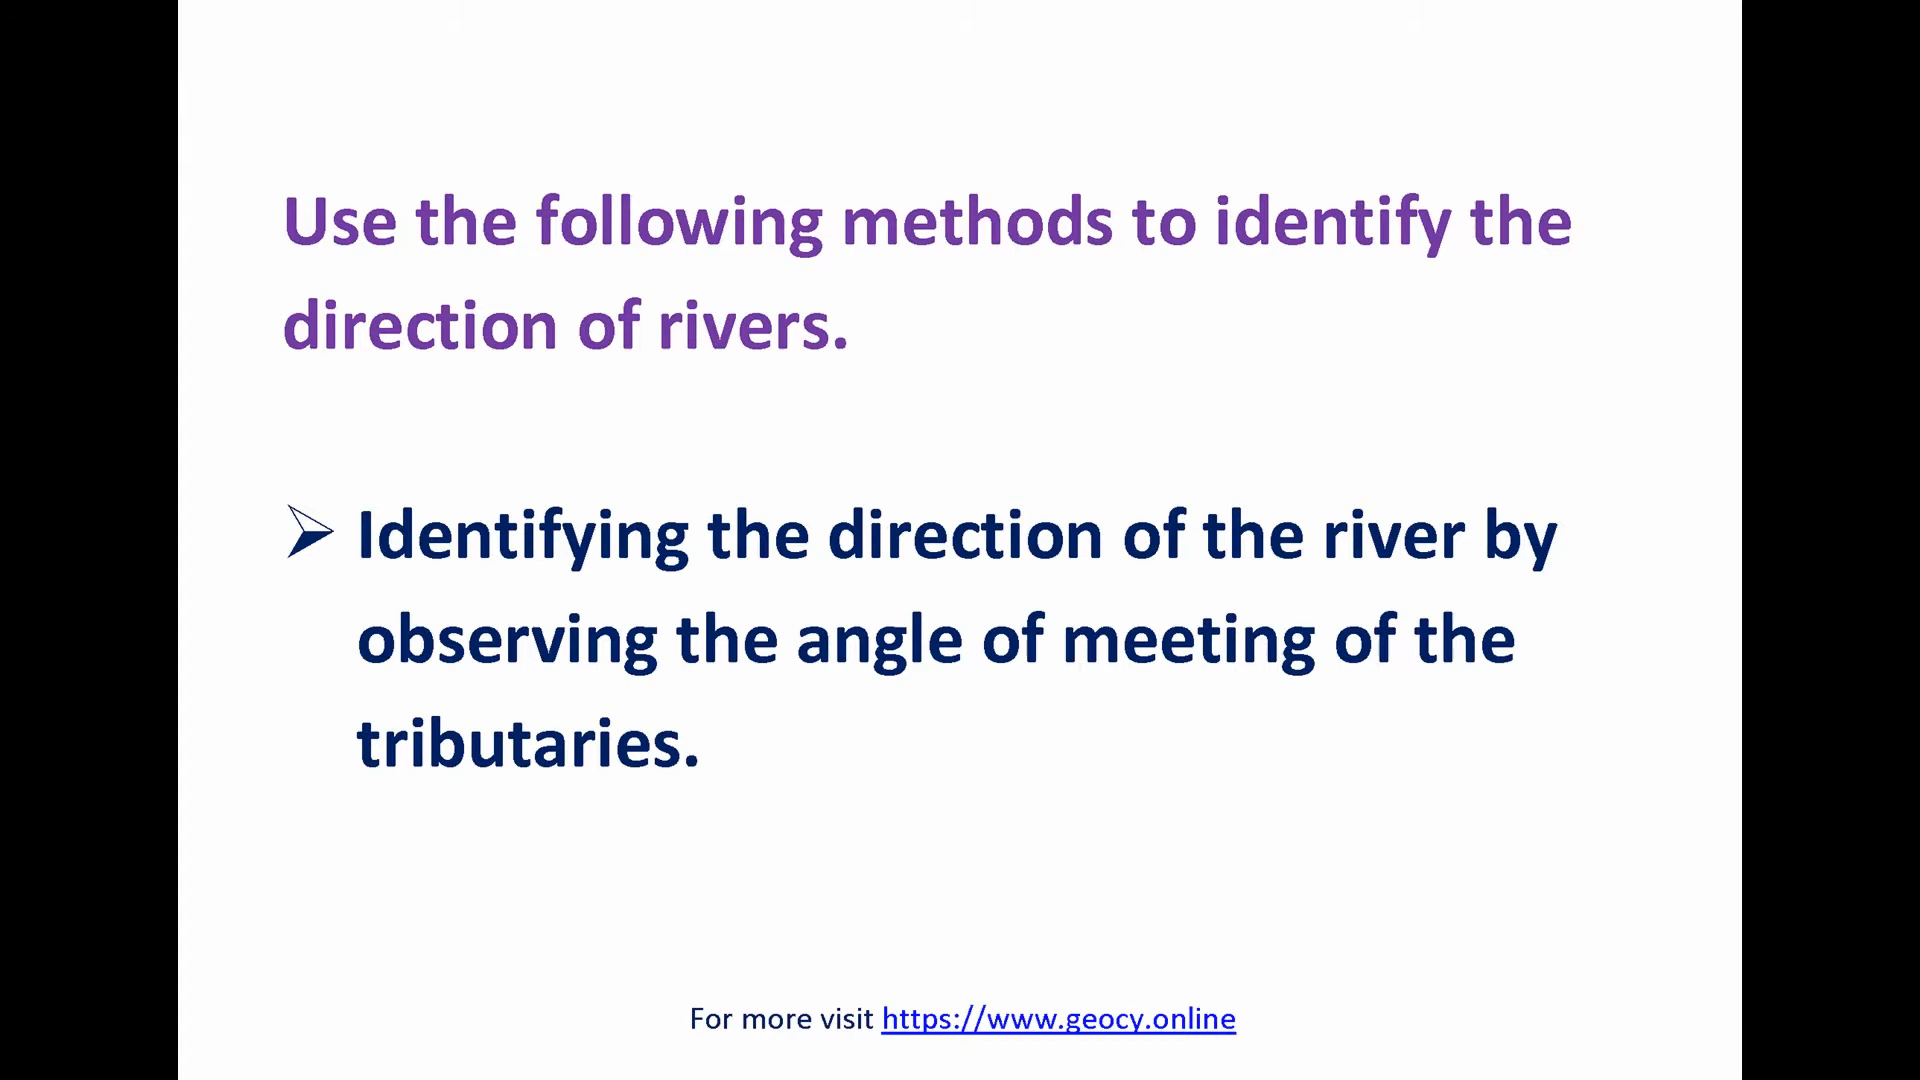 Use the following methods to identify the
direction of rivers.
Identifying the direction of the river by
observing the angle of meeting of the
tributaries.
For more visit https://www.geocy.online